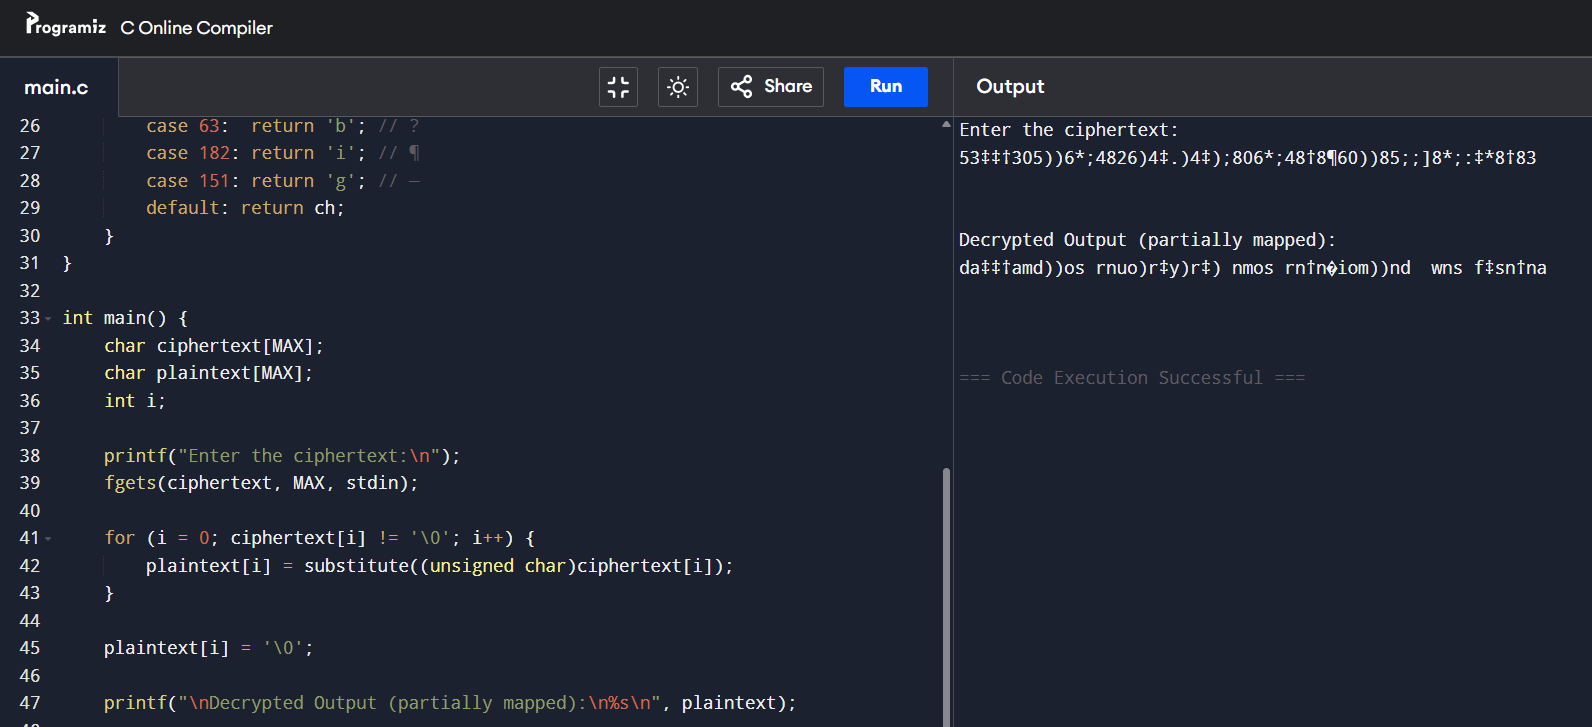 Programiz C Online Compiler
main.c
Share
Run
Output
26 case 63: return 'b'; // ?
27 case 182: return 'i'; // ¶
28 case 151: return 'g'; // —
29 default: return ch;
30 }
31 }
32
33 int main() {
34 char ciphertext[MAX];
35 char plaintext[MAX];
36 int i;
37
38 printf("Enter the ciphertext:\n");
39 fgets(ciphertext, MAX, stdin);
40
41 for (i = 0; ciphertext[i] != '\0'; i++) {
42 plaintext[i] = substitute((unsigned char)ciphertext[i]);
43 }
44
45 plaintext[i] = '\0';
46
47 printf("\nDecrypted Output (partially mapped):\n%s\n", plaintext);
Enter the ciphertext:
53‡‡†305))6*;4826)4‡.)4‡);806*;48†8¶60))85;;]8*;:‡*8†83
Decrypted Output (partially mapped):
da‡‡†amd))os rnuo)r‡y)r‡) nmos rn†n�iom))nd  wns f‡sn†na
=== Code Execution Successful ===